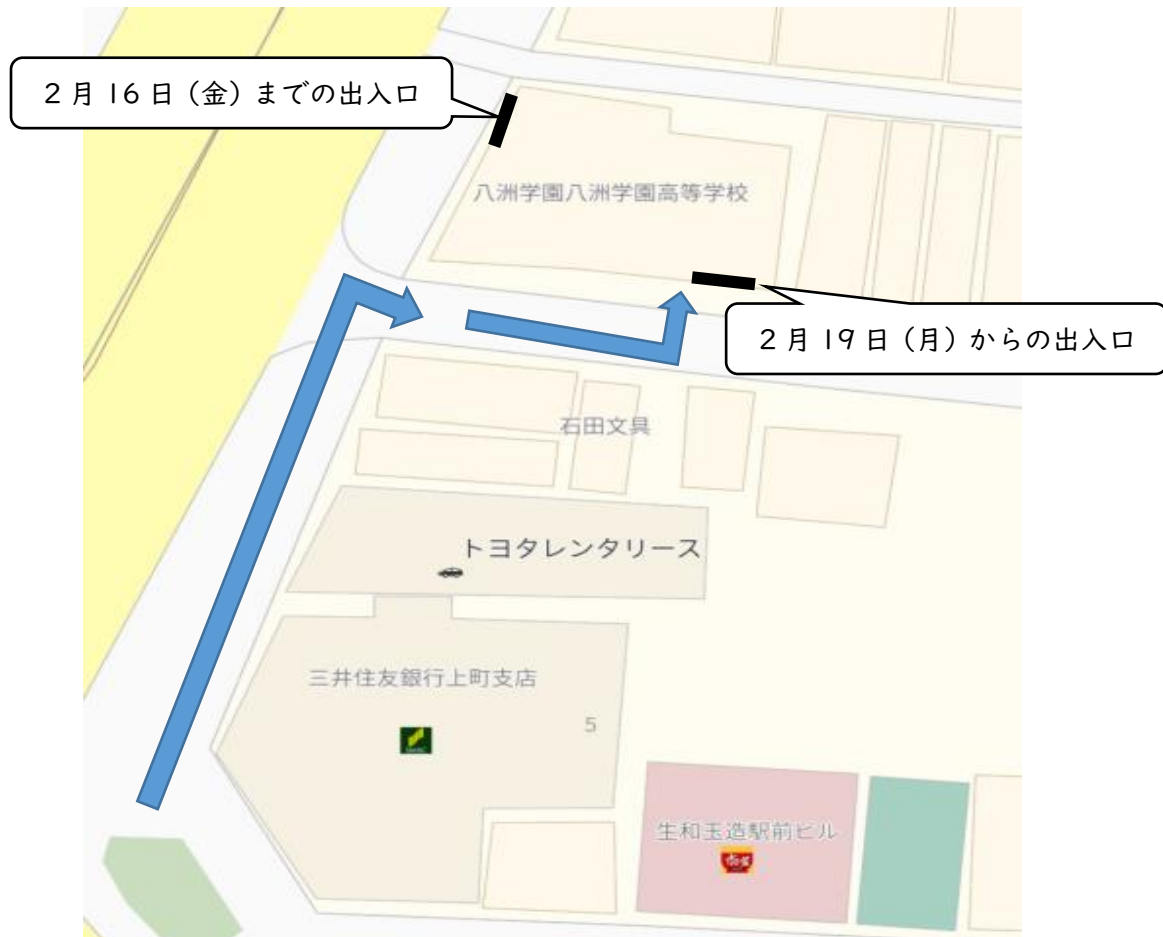 2月16日（金）までの出入口
八洲学園八洲学園高等学校
2月19日（月）からの出入口
石田文具
トヨタレンタリース
三井住友銀行上町支店
5
生和玉造駅前ビル
すき家